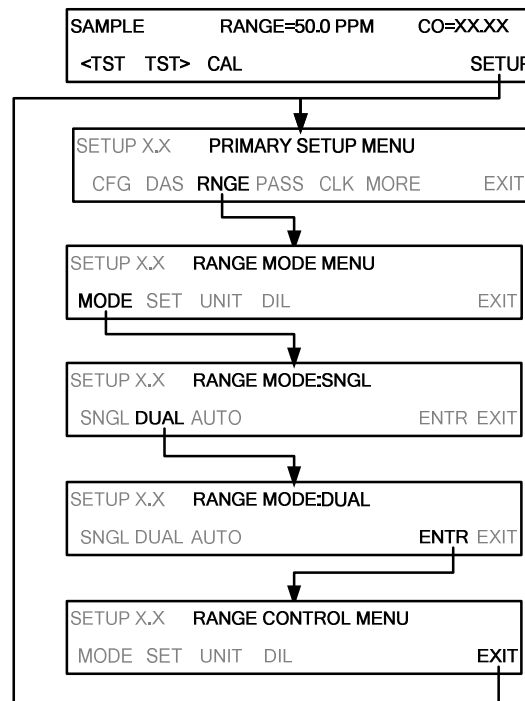 SAMPLE RANGE=50.0 PPM CO=XX.XX
<TST TST> CAL SETUP
SETUP X.X PRIMARY SETUP MENU
CFG DAS RNGE PASS CLK MORE EXIT
SETUP X.X RANGE MODE MENU
MODE SET UNIT DIL EXIT
SETUP X.X RANGE MODE:SNGL
SNGL DUAL AUTO ENTR EXIT
SETUP X.X RANGE MODE:DUAL
SNGL DUAL AUTO ENTR EXIT
SETUP X.X RANGE CONTROL MENU
MODE SET UNIT DIL EXIT